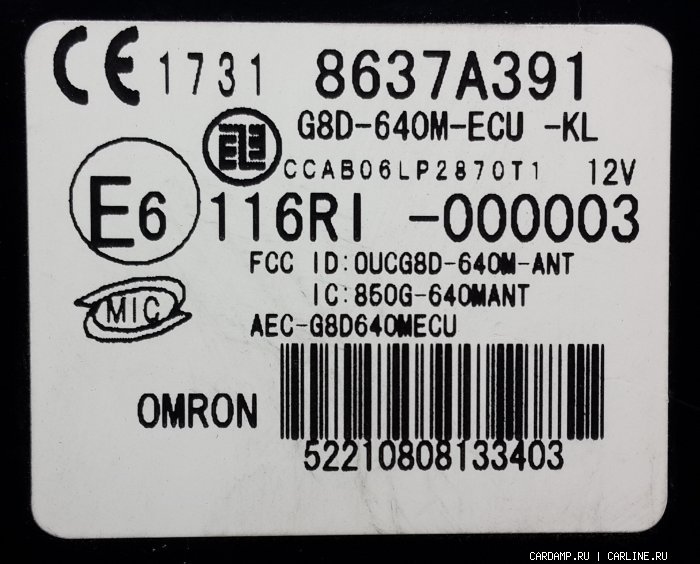 CE 1731 8637A391
G8D-640M-ECU -KL
CCAB06LP2870T1 12V
E6 116RI -000003
FCC ID:OUCG8D-640M-ANT
IC:850G-640MANT
MIC
AEC-G8D640MECU
OMRON
52210808133403
CARDAMP.RU | CARLINE.RU